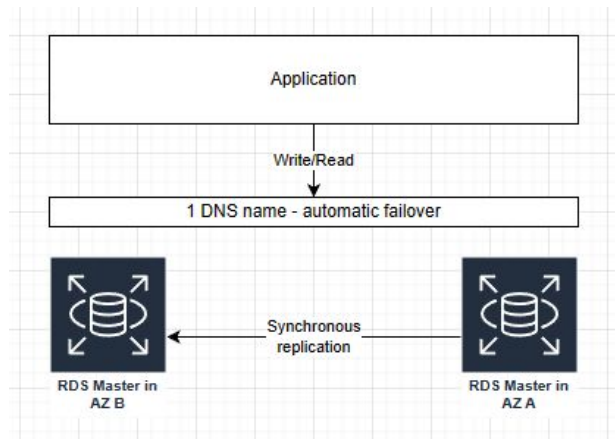 Application
Write/Read
1 DNS name - automatic failover
Synchronous
replication
RDS Master in
AZ B
RDS Master in
AZ A